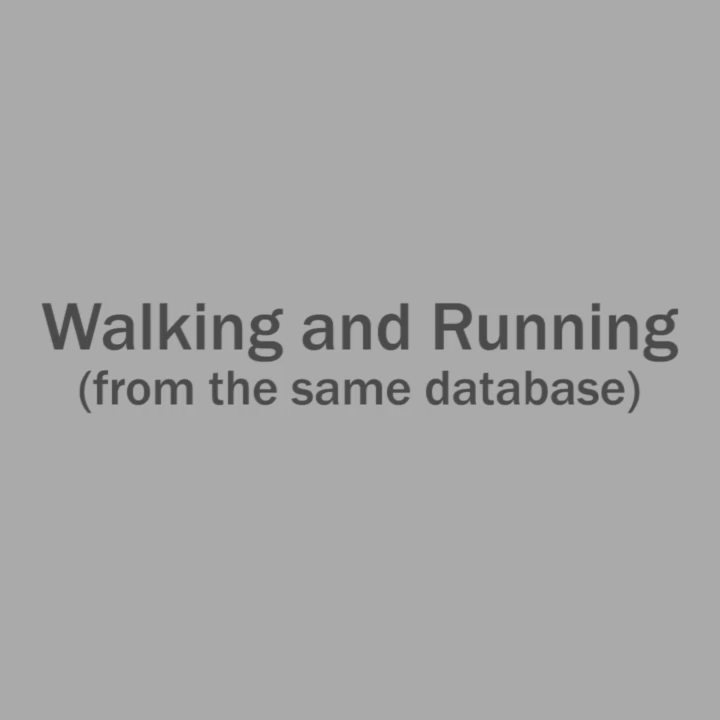 Walking and Running
(from the same database)